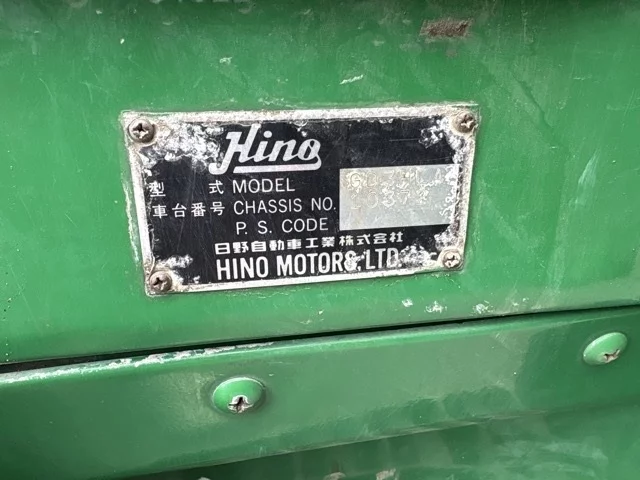 Hino
型 式 MODEL
車台番号 CHASSIS NO.
P. S. CODE
日野自動車工業株式会社
HINO MOTORS, LTD.